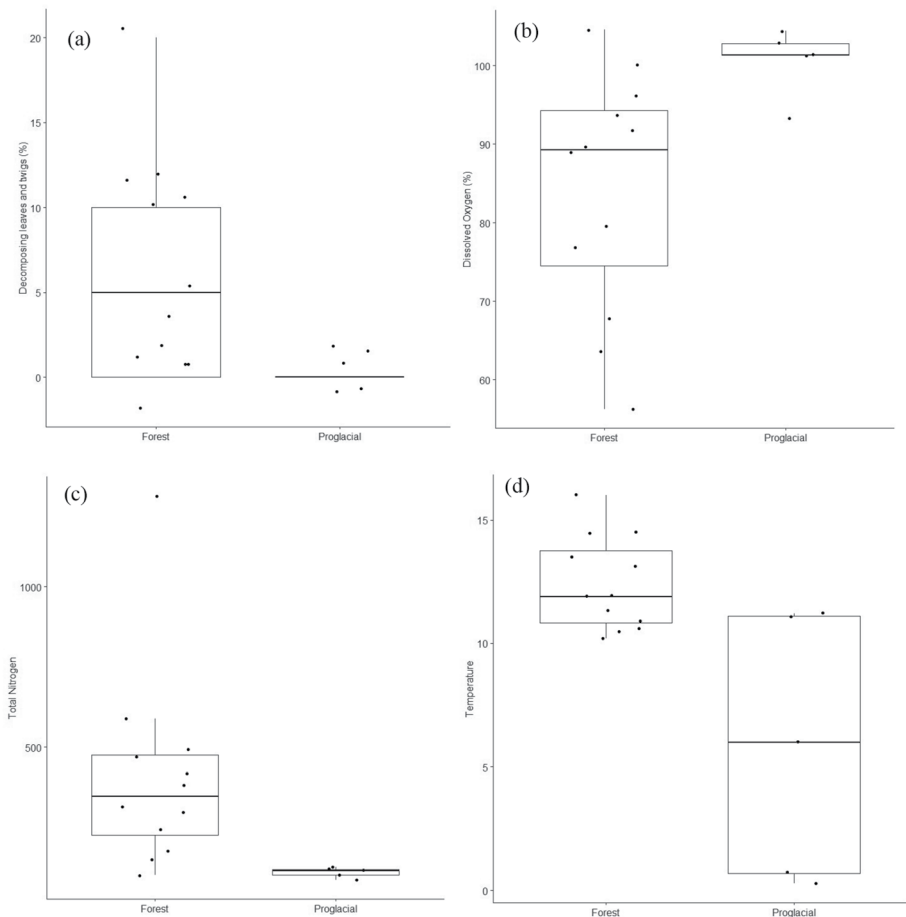 (a)
20
15
10
5
0
Decomposing leaves and twigs (%)
Forest Proglacial
(b)
100
90
80
70
60
Dissolved Oxygen (%)
Forest Proglacial
(c)
1000
500
Total Nitrogen
Forest Proglacial
(d)
15
10
5
0
Temperature
Forest Proglacial